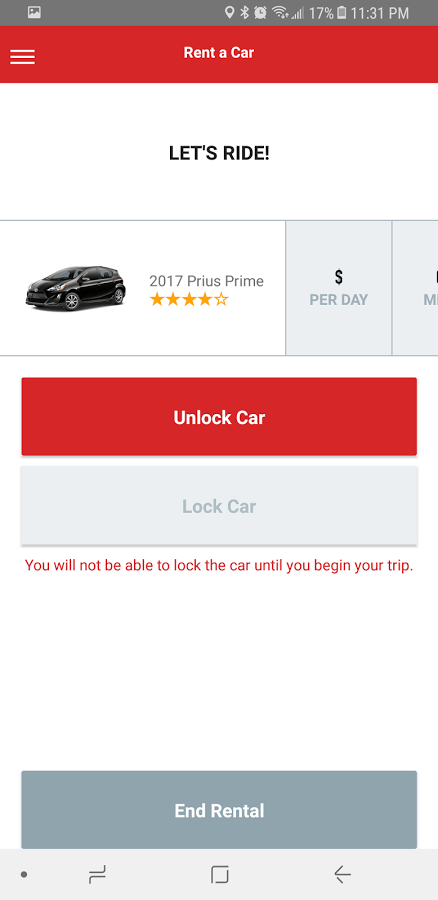 17% 11:31 PM
Rent a Car
LET'S RIDE!
2017 Prius Prime
$
PER DAY
Unlock Car
Lock Car
You will not be able to lock the car until you begin your trip.
End Rental